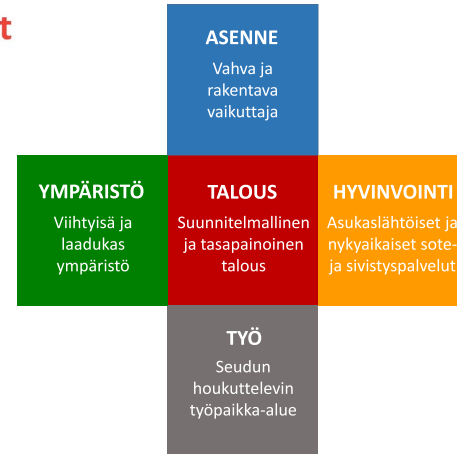 t
ASENNE
Vahva ja
rakentava
vaikuttaja
YMPÄRISTÖ
Viihtyisä ja
laadukas
ympäristö
TALOUS
Suunnitelmallinen
ja tasapainoinen
talous
HYVINVOINTI
Asukaslähtöiset ja
nykyaikaiset sote-
ja sivistyspalvelut
TYÖ
Seudun
houkuttelevin
työpaikka-alue